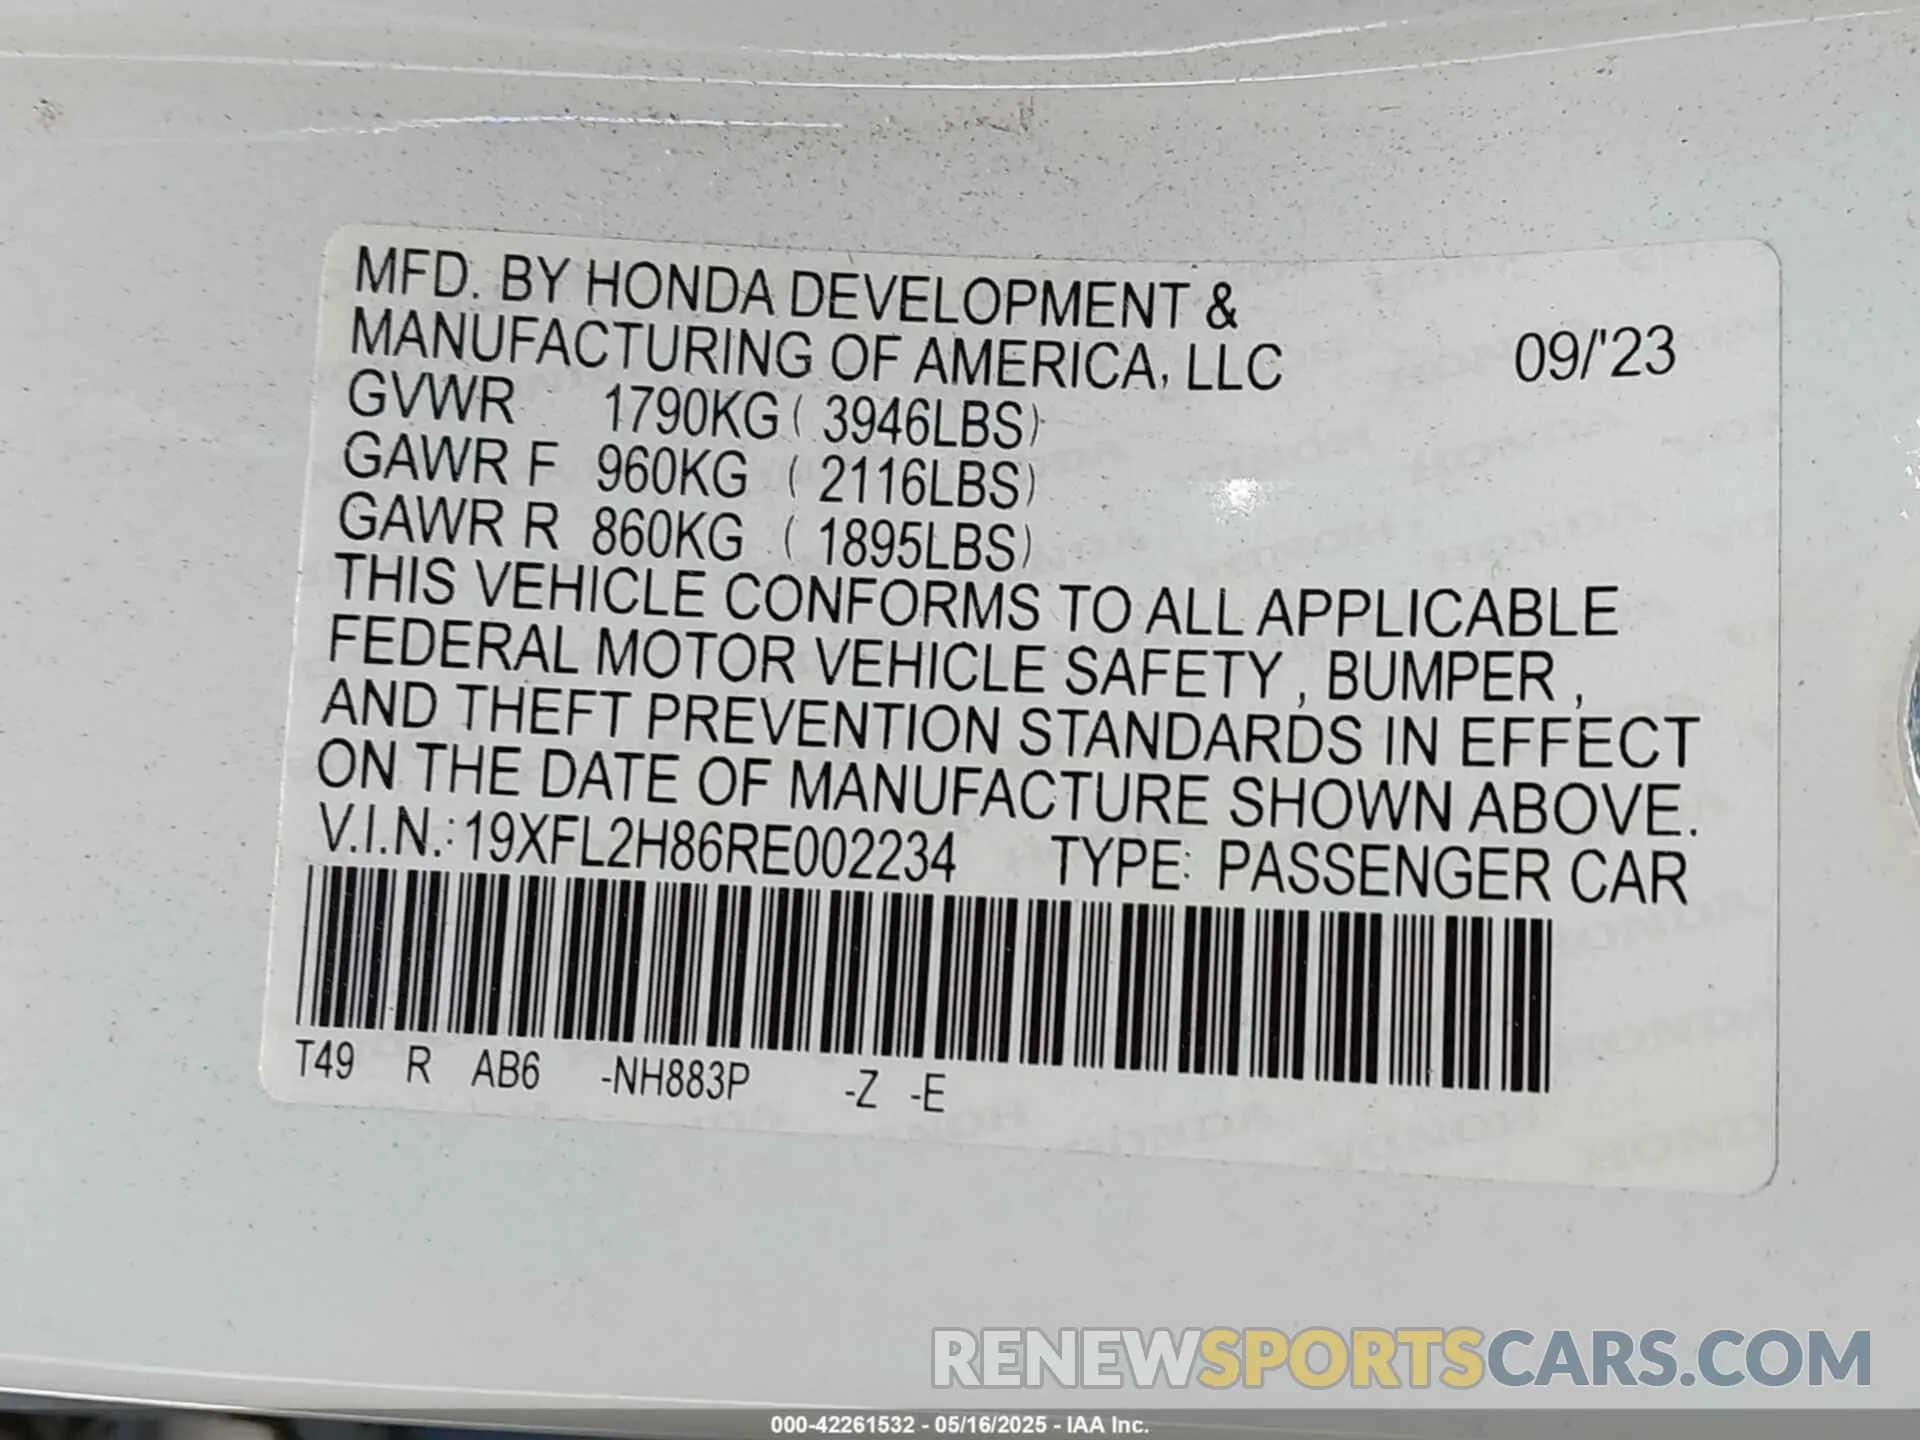 MFD. BY HONDA DEVELOPMENT &
MANUFACTURING OF AMERICA, LLC 09/'23
GVWR 1790KG ( 3946LBS)
GAWR F 960KG ( 2116LBS)
GAWR R 860KG ( 1895LBS)
THIS VEHICLE CONFORMS TO ALL APPLICABLE
FEDERAL MOTOR VEHICLE SAFETY , BUMPER ,
AND THEFT PREVENTION STANDARDS IN EFFECT
ON THE DATE OF MANUFACTURE SHOWN ABOVE.
V.I.N.: 19XFL2H86RE002234 TYPE: PASSENGER CAR
T49 R AB6 -NH883P -Z -E
RENEWSPORTSCARS.COM
000-42261532 - 05/16/2025 - IAA Inc.